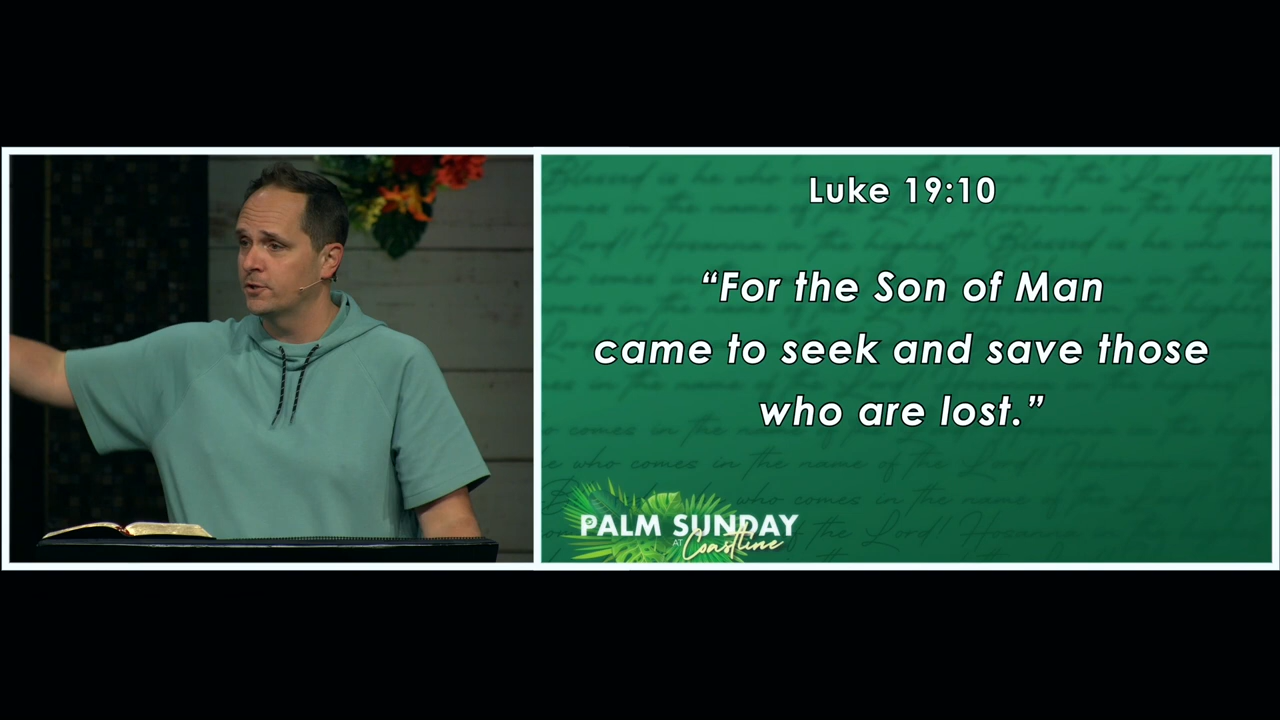 Luke 19:10
“For the Son of Man
came to seek and save those
who are lost.”
PALM SUNDAY
AT Coastline